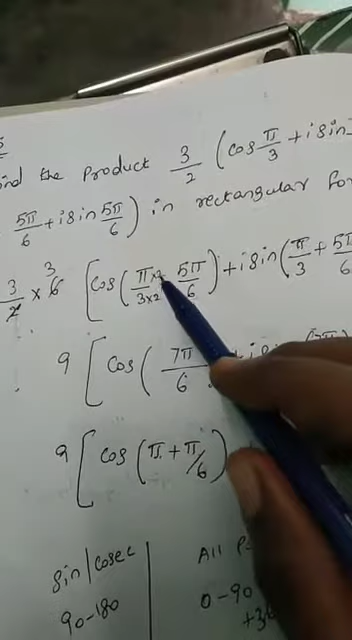 the Product 3/2 (cos π/3 + i sin
5π/6 + i sin 5π/6) in rectangular
3/2 × 6 3 [cos(π×2/3×2 5π/6) + i sin(π/3 + 5π/6
9 [cos(7π/6
9 [cos(π + π/6)
sin/cosec All
90-180 0-90